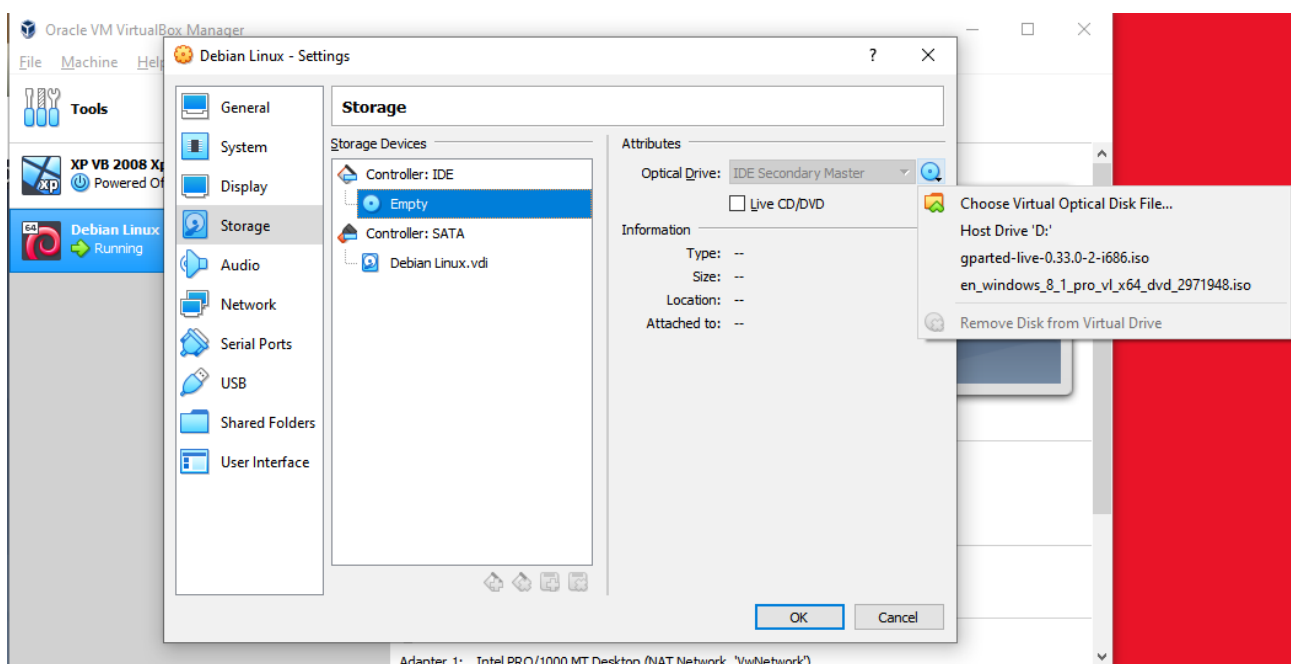 Oracle VM VirtualBox Manager
File Machine Help
Tools
XP VB 2008 Xp
Powered Of
64
Debian Linux
Running
Debian Linux - Settings
?
General
System
Display
Storage
Audio
Network
Serial Ports
USB
Shared Folders
User Interface
Storage
Storage Devices
Controller: IDE
Empty
Controller: SATA
Debian Linux.vdi
Attributes
Optical Drive: IDE Secondary Master
Live CD/DVD
Information
Type: --
Size: --
Location: --
Attached to: --
Choose Virtual Optical Disk File...
Host Drive 'D:'
gparted-live-0.33.0-2-i686.iso
en_windows_8_1_pro_vl_x64_dvd_2971948.iso
Remove Disk from Virtual Drive
OK
Cancel
Adapter 1: Intel PRO/1000 MT Desktop (NAT Network, 'VwNetwork')